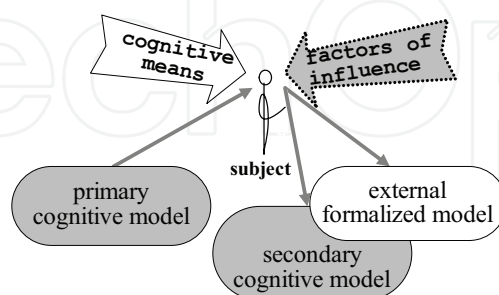 cognitive
means
factors of
influence
subject
primary
cognitive model
external
formalized model
secondary
cognitive model